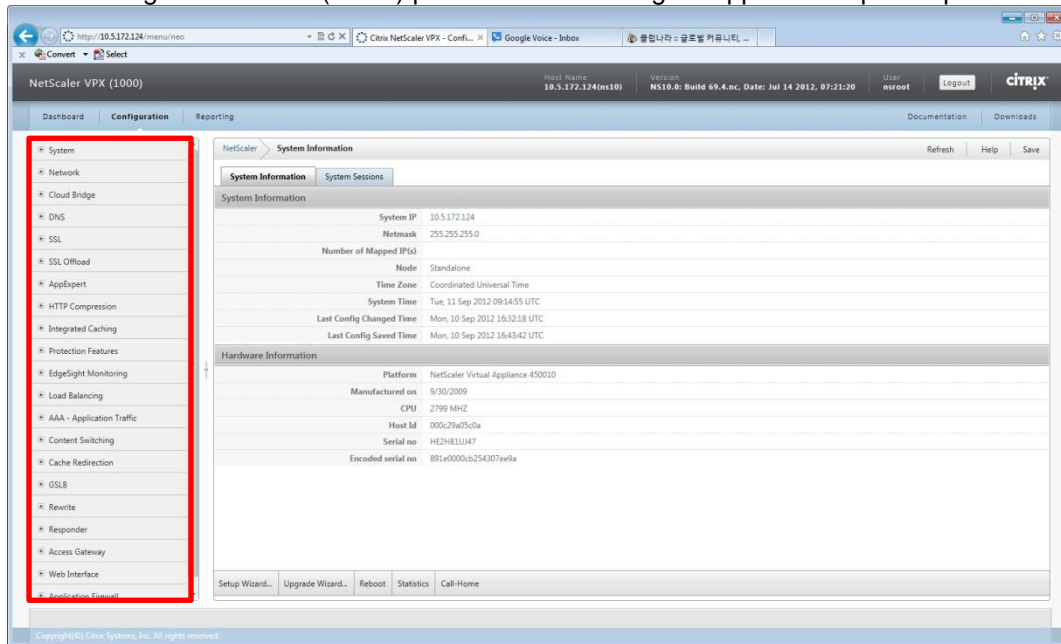 http://10.5.172.124/menu/neo
Citrix NetScaler VPX - Confi... ×
Google Voice - Inbox
클럽나라 = 글로벌 커뮤니티, ...
x Convert Select
NetScaler VPX (1000)
Host Name
10.5.172.124(ns10)
Version
NS10.0: Build 69.4.nc, Date: Jul 14 2012, 07:21:20
User
nsroot
Logout
CITRIX
Dashboard Configuration Reporting
Documentation Downloads
System
Network
Cloud Bridge
DNS
SSL
SSL Offload
AppExpert
HTTP Compression
Integrated Caching
Protection Features
EdgeSight Monitoring
Load Balancing
AAA - Application Traffic
Content Switching
Cache Redirection
GSLB
Rewrite
Responder
Access Gateway
Web Interface
Application Firewall
NetScaler System Information
Refresh Help Save
System Information System Sessions
System Information
System IP 10.5.172.124
Netmask 255.255.255.0
Number of Mapped IP(s)
Node Standalone
Time Zone Coordinated Universal Time
System Time Tue, 11 Sep 2012 09:14:55 UTC
Last Config Changed Time Mon, 10 Sep 2012 16:32:18 UTC
Last Config Saved Time Mon, 10 Sep 2012 16:43:42 UTC
Hardware Information
Platform NetScaler Virtual Appliance 450010
Manufactured on 9/30/2009
CPU 2799 MHZ
Host Id 000c29a05c0a
Serial no HE2H81UJ47
Encoded serial no 891e0000cb254307ee9a
Setup Wizard... Upgrade Wizard... Reboot Statistics Call-Home
Copyright(©) Citrix Systems, Inc. All rights reserved.